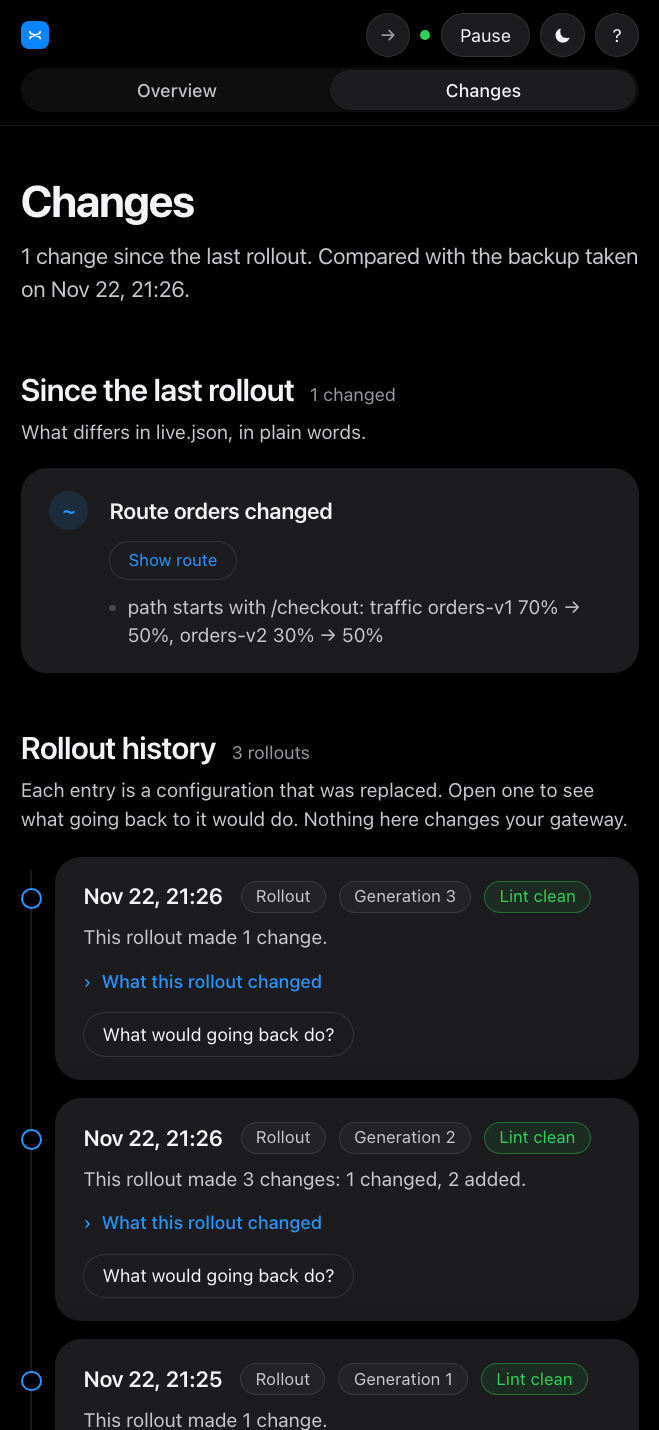 → Pause ?
Overview Changes
Changes
1 change since the last rollout. Compared with the backup taken
on Nov 22, 21:26.
Since the last rollout 1 changed
What differs in live.json, in plain words.
~ Route orders changed
Show route
path starts with /checkout: traffic orders-v1 70% →
50%, orders-v2 30% → 50%
Rollout history 3 rollouts
Each entry is a configuration that was replaced. Open one to see
what going back to it would do. Nothing here changes your gateway.
Nov 22, 21:26 Rollout Generation 3 Lint clean
This rollout made 1 change.
› What this rollout changed
What would going back do?
Nov 22, 21:26 Rollout Generation 2 Lint clean
This rollout made 3 changes: 1 changed, 2 added.
› What this rollout changed
What would going back do?
Nov 22, 21:25 Rollout Generation 1 Lint clean
This rollout made 1 change.